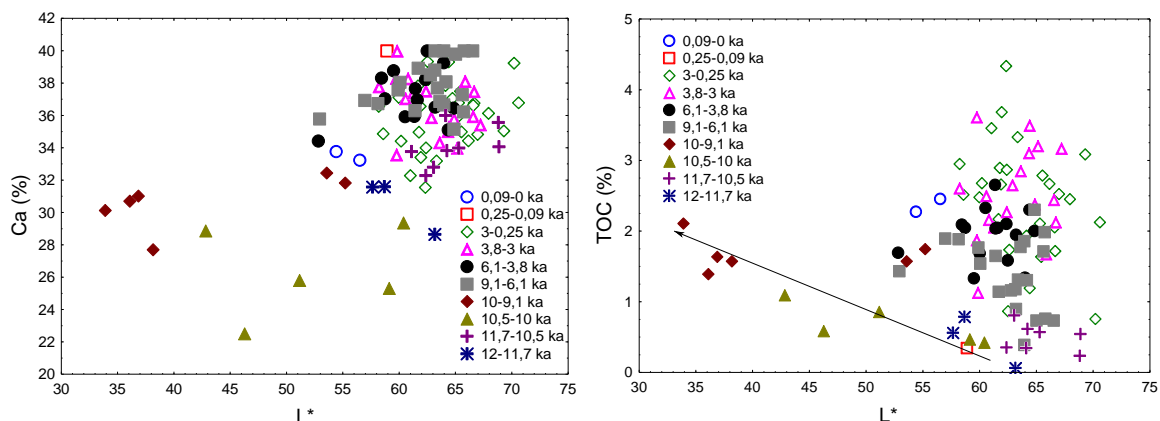 Ca (%)
42
40
38
36
34
32
30
28
26
24
22
20
30 35 40 45 50 55 60 65 70 75
L*
0,09-0 ka
0,25-0,09 ka
3-0,25 ka
3,8-3 ka
6,1-3,8 ka
9,1-6,1 ka
10-9,1 ka
10,5-10 ka
11,7-10,5 ka
12-11,7 ka
TOC (%)
5
4
3
2
1
0
30 35 40 45 50 55 60 65 70 75
L*
0,09-0 ka
0,25-0,09 ka
3-0,25 ka
3,8-3 ka
6,1-3,8 ka
9,1-6,1 ka
10-9,1 ka
10,5-10 ka
11,7-10,5 ka
12-11,7 ka